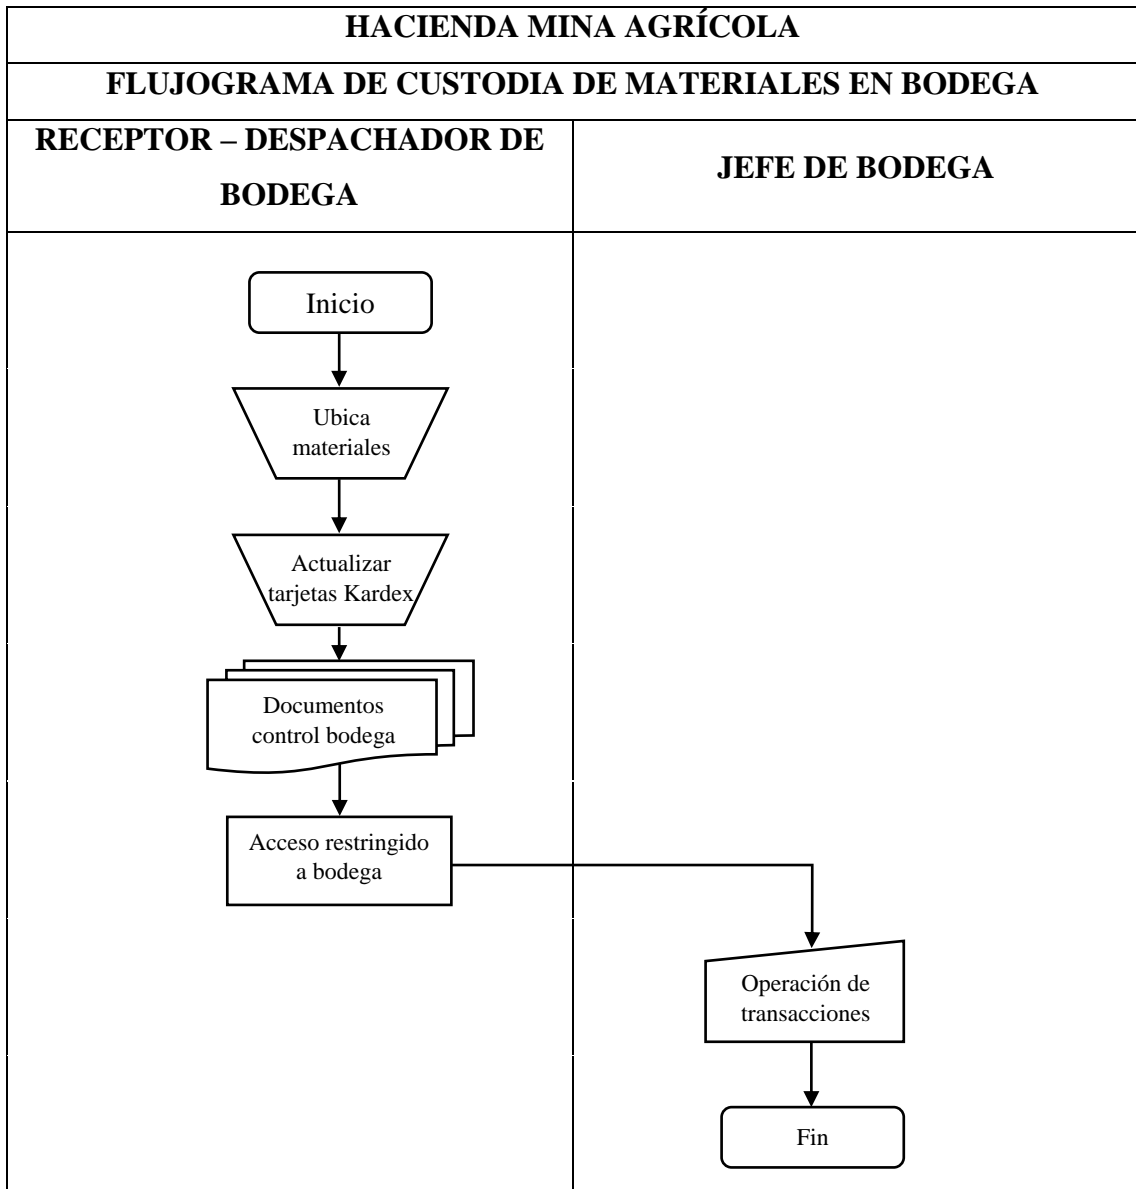 HACIENDA MINA AGRÍCOLA
FLUJOGRAMA DE CUSTODIA DE MATERIALES EN BODEGA
RECEPTOR – DESPACHADOR DE
BODEGA
JEFE DE BODEGA
Inicio
Ubica
materiales
Actualizar
tarjetas Kardex
Documentos
control bodega
Acceso restringido
a bodega
Operación de
transacciones
Fin